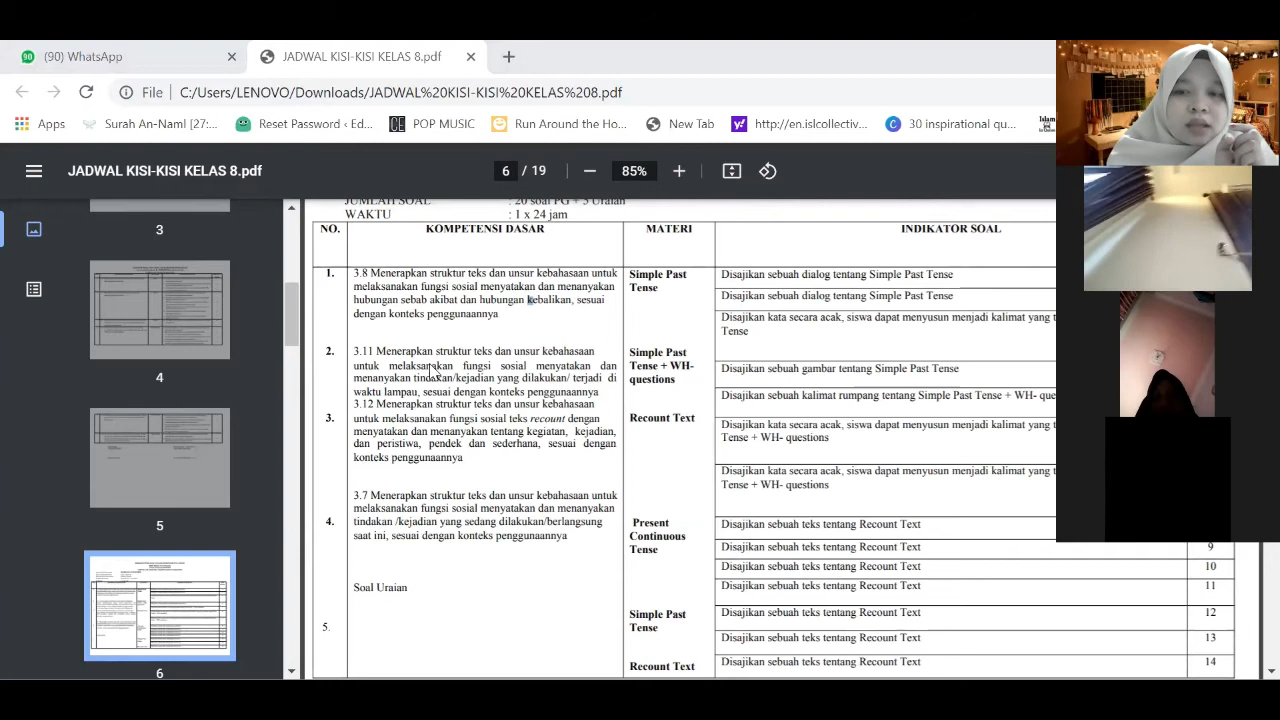 (90) WhatsApp
JADWAL KISI-KISI KELAS 8.pdf
File
C:/Users/LENOVO/Downloads/JADWAL%20KISI-KISI%20KELAS%208.pdf
Apps
Surah An-Naml [27:...
Reset Password ‹ Ed...
POP MUSIC
Run Around the Ho...
New Tab
http://en.islcollectiv...
30 inspirational qu...
Islam
JADWAL KISI-KISI KELAS 8.pdf
6 / 19
85%
3
4
5
6
JUMLAH SOAL : 20 soal PG + 5 Uraian
WAKTU : 1 x 24 jam
NO.
KOMPETENSI DASAR
MATERI
INDIKATOR SOAL
1.
3.8 Menerapkan struktur teks dan unsur kebahasaan untuk
melaksanakan fungsi sosial menyatakan dan menanyakan
hubungan sebab akibat dan hubungan kebalikan, sesuai
dengan konteks penggunaannya
2.
3.11 Menerapkan struktur teks dan unsur kebahasaan
untuk melaksanakan fungsi sosial menyatakan dan
menanyakan tindakan/kejadian yang dilakukan/ terjadi di
waktu lampau, sesuai dengan konteks penggunaannya
3.12 Menerapkan struktur teks dan unsur kebahasaan
3.
untuk melaksanakan fungsi sosial teks recount dengan
menyatakan dan menanyakan tentang kegiatan, kejadian,
dan peristiwa, pendek dan sederhana, sesuai dengan
konteks penggunaannya
3.7 Menerapkan struktur teks dan unsur kebahasaan untuk
melaksanakan fungsi sosial menyatakan dan menanyakan
4.
tindakan /kejadian yang sedang dilakukan/berlangsung
saat ini, sesuai dengan konteks penggunaannya
Soal Uraian
5.
Simple Past
Tense
Simple Past
Tense + WH-
questions
Recount Text
Present
Continuous
Tense
Simple Past
Tense
Recount Text
Disajikan sebuah dialog tentang Simple Past Tense
Disajikan sebuah dialog tentang Simple Past Tense
Disajikan kata secara acak, siswa dapat menyusun menjadi kalimat yang t
Tense
Disajikan sebuah gambar tentang Simple Past Tense
Disajikan sebuah kalimat rumpang tentang Simple Past Tense + WH- que
Disajikan kata secara acak, siswa dapat menyusun menjadi kalimat yang t
Tense + WH- questions
Disajikan kata secara acak, siswa dapat menyusun menjadi kalimat yang t
Tense + WH- questions
Disajikan sebuah teks tentang Recount Text
Disajikan sebuah teks tentang Recount Text
9
Disajikan sebuah teks tentang Recount Text
10
Disajikan sebuah teks tentang Recount Text
11
Disajikan sebuah teks tentang Recount Text
12
Disajikan sebuah teks tentang Recount Text
13
Disajikan sebuah teks tentang Recount Text
14